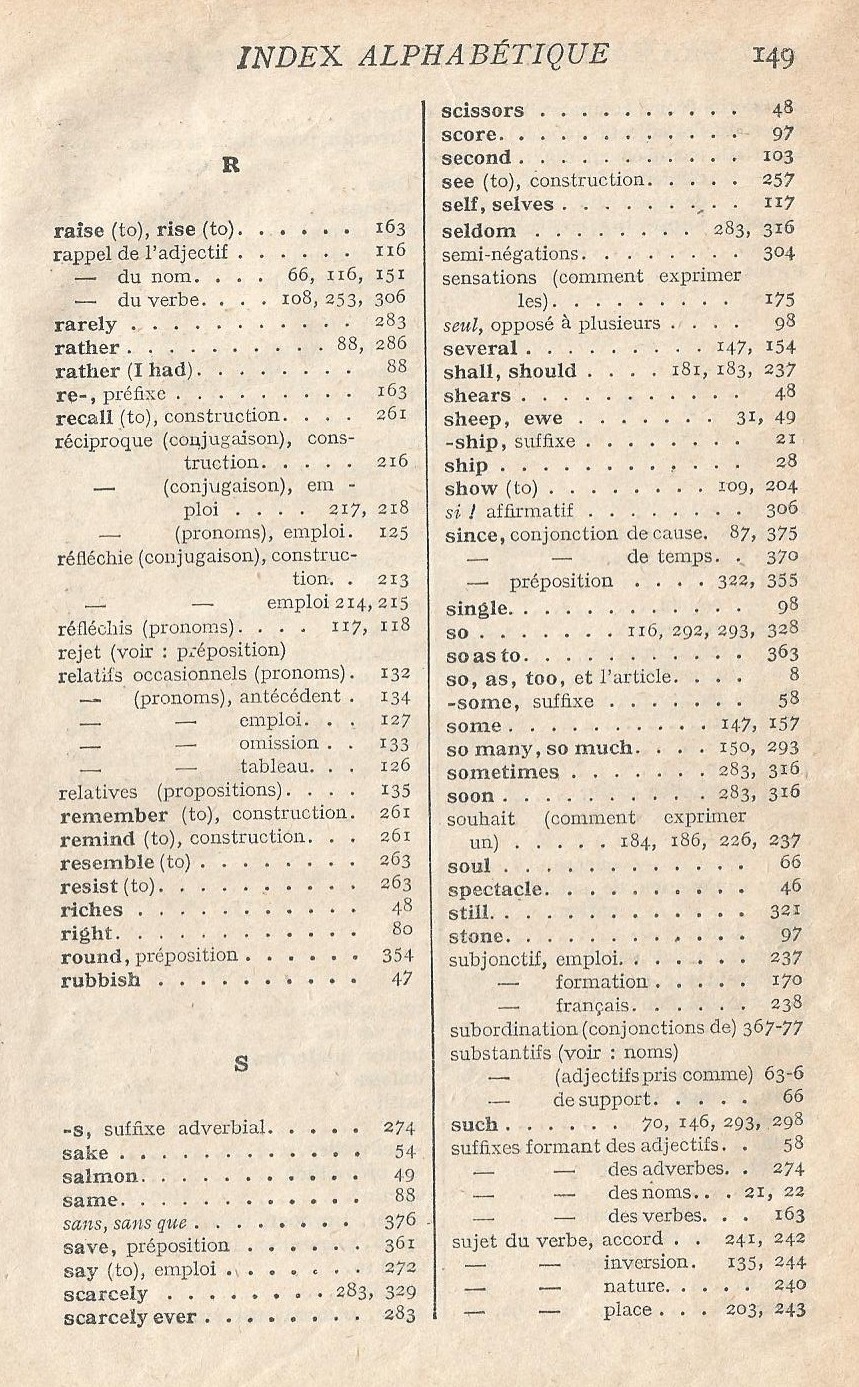 INDEX ALPHABÉTIQUE 149
R
raise (to), rise (to). . . . . . 163
rappel de l'adjectif . . . . . . 116
— du nom. . . . 66, 116, 151
— du verbe. . . . 108, 253, 306
rarely . . . . . . . . . . . 283
rather . . . . . . . . . . 88, 286
rather (I had). . . . . . . . 88
re-, préfixe . . . . . . . . . 163
recall (to), construction. . . . 261
réciproque (conjugaison), cons-
truction. . . . . 216
— (conjugaison), em -
ploi . . . . 217, 218
— (pronoms), emploi. 125
réfléchie (conjugaison), construc-
tion. . 213
— — emploi 214, 215
réfléchis (pronoms). . . . 117, 118
rejet (voir : préposition)
relatifs occasionnels (pronoms). 132
— (pronoms), antécédent . 134
— — emploi. . . 127
— — omission . . 133
— — tableau. . . 126
relatives (propositions). . . . 135
remember (to), construction. 261
remind (to), construction. . . 261
resemble (to) . . . . . . . . 263
resist (to). . . . . . . . . . 263
riches . . . . . . . . . . . 48
right. . . . . . . . . . . . 80
round, préposition . . . . . . 354
rubbish . . . . . . . . . . 47
S
-s, suffixe adverbial. . . . . 274
sake . . . . . . . . . . . . 54
salmon. . . . . . . . . . . 49
same. . . . . . . . . . . . 88
sans, sans que . . . . . . . . 376
save, préposition . . . . . . 361
say (to), emploi . . . . . . . 272
scarcely . . . . . . . . 283, 329
scarcely ever . . . . . . . . 283
scissors . . . . . . . . . . 48
score. . . . . . . . . . . . 97
second . . . . . . . . . . . 103
see (to), construction. . . . . 257
self, selves . . . . . . . . . 117
seldom . . . . . . . . 283, 316
semi-négations. . . . . . . . 304
sensations (comment exprimer
les). . . . . . . . . 175
seul, opposé à plusieurs . . . . 98
several . . . . . . . . . 147, 154
shall, should . . . . 181, 183, 237
shears . . . . . . . . . . . 48
sheep, ewe . . . . . . . 31, 49
-ship, suffixe . . . . . . . . 21
ship . . . . . . . . . . . . 28
show (to) . . . . . . . . 109, 204
si ! affirmatif . . . . . . . . 306
since, conjonction de cause. 87, 375
— — de temps. . 370
— préposition . . . . 322, 355
single. . . . . . . . . . . . 98
so . . . . . . . 116, 292, 293, 328
so as to. . . . . . . . . . . 363
so, as, too, et l'article. . . . 8
-some, suffixe . . . . . . . 58
some . . . . . . . . . . 147, 157
so many, so much. . . . 150, 293
sometimes . . . . . . . 283, 316
soon . . . . . . . . . . 283, 316
souhait (comment exprimer
un) . . . . . 184, 186, 226, 237
soul . . . . . . . . . . . . 66
spectacle. . . . . . . . . . 46
still. . . . . . . . . . . . . 321
stone. . . . . . . . . . . . 97
subjonctif, emploi. . . . . . . 237
— formation . . . . . 170
— français. . . . . . 238
subordination (conjonctions de) 367-77
substantifs (voir : noms)
— (adjectifs pris comme) 63-6
— de support. . . . . 66
such . . . . . . 70, 146, 293, 298
suffixes formant des adjectifs. . 58
— — des adverbes. . 274
— — des noms. . . 21, 22
— — des verbes. . . 163
sujet du verbe, accord . . 241, 242
— — inversion. 135, 244
— — nature. . . . . 240
— — place . . . 203, 243